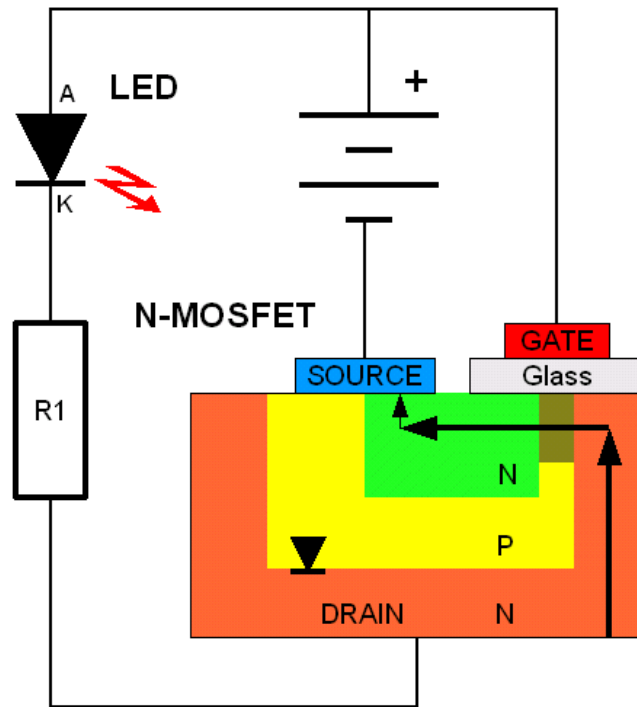 LED
A
+
K
N-MOSFET
GATE
SOURCE
Glass
R1
N
P
DRAIN
N